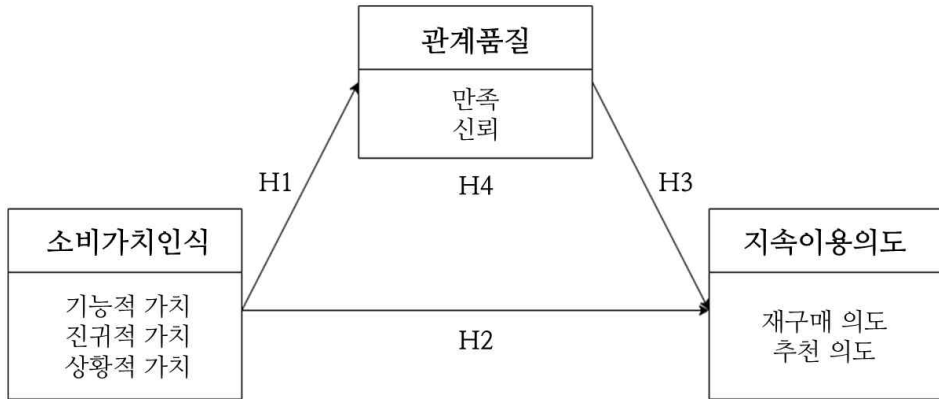 관계품질
만족
신뢰
H1
H4
H3
소비가치인식
기능적 가치
진귀적 가치
상황적 가치
H2
지속이용의도
재구매 의도
추천 의도